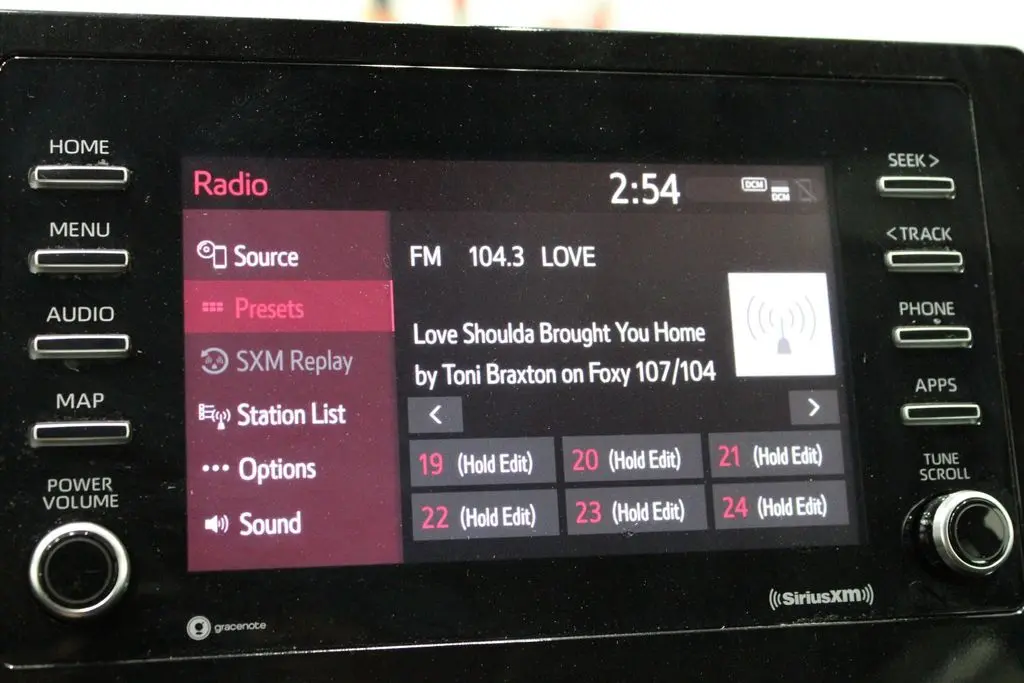 HOME
MENU
AUDIO
MAP
POWER
VOLUME
Radio
2:54
DCM
DCM
Source
Presets
SXM Replay
Station List
Options
Sound
FM 104.3 LOVE
Love Shoulda Brought You Home
by Toni Braxton on Foxy 107/104
<
>
19 (Hold Edit)
20 (Hold Edit)
21 (Hold Edit)
22 (Hold Edit)
23 (Hold Edit)
24 (Hold Edit)
SEEK >
< TRACK
PHONE
APPS
TUNE
SCROLL
gracenote
((SiriusXM))